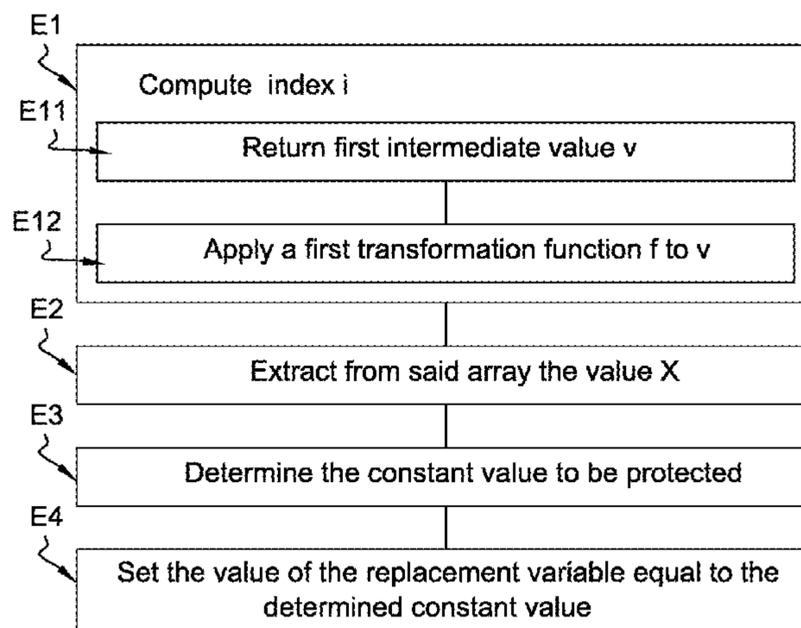 E1
Compute index i
E11
Return first intermediate value v
E12
Apply a first transformation function f to v
E2
Extract from said array the value X
E3
Determine the constant value to be protected
E4
Set the value of the replacement variable equal to the
determined constant value